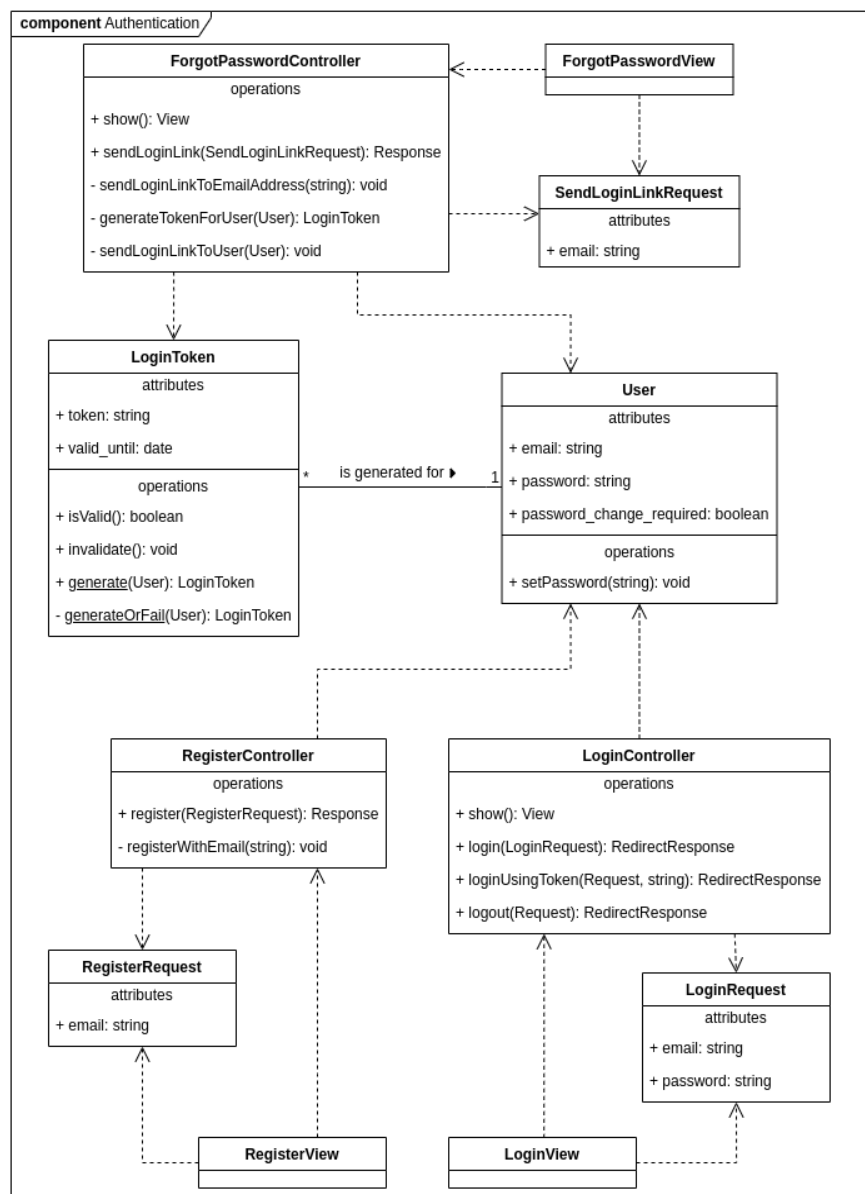 component Authentication
ForgotPasswordController
operations
+ show(): View
+ sendLoginLink(SendLoginLinkRequest): Response
- sendLoginLinkToEmailAddress(string): void
- generateTokenForUser(User): LoginToken
- sendLoginLinkToUser(User): void
ForgotPasswordView
SendLoginLinkRequest
attributes
+ email: string
LoginToken
attributes
+ token: string
+ valid_until: date
operations
+ isValid(): boolean
+ invalidate(): void
+ generate(User): LoginToken
- generateOrFail(User): LoginToken
* is generated for 1
User
attributes
+ email: string
+ password: string
+ password_change_required: boolean
operations
+ setPassword(string): void
RegisterController
operations
+ register(RegisterRequest): Response
- registerWithEmail(string): void
LoginController
operations
+ show(): View
+ login(LoginRequest): RedirectResponse
+ loginUsingToken(Request, string): RedirectResponse
+ logout(Request): RedirectResponse
RegisterRequest
attributes
+ email: string
LoginRequest
attributes
+ email: string
+ password: string
RegisterView
LoginView